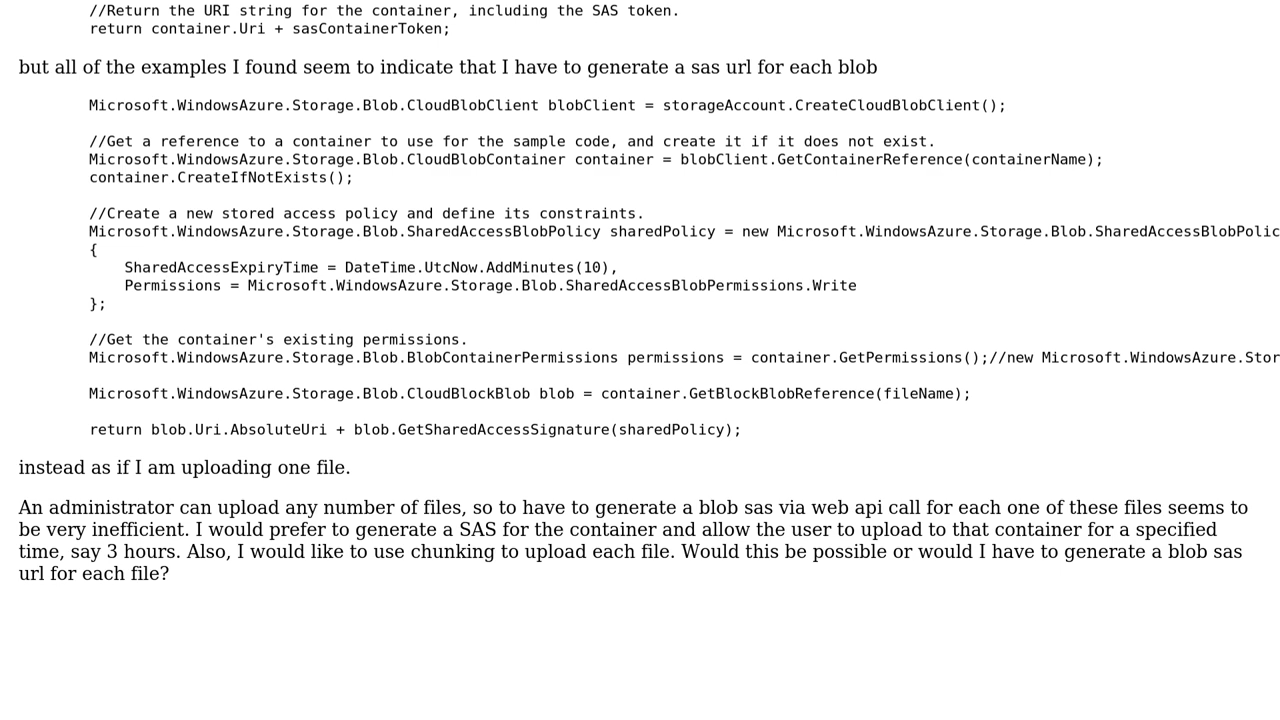 //Return the URI string for the container, including the SAS token.
return container.Uri + sasContainerToken;
but all of the examples I found seem to indicate that I have to generate a sas url for each blob
Microsoft.WindowsAzure.Storage.Blob.CloudBlobClient blobClient = storageAccount.CreateCloudBlobClient();
//Get a reference to a container to use for the sample code, and create it if it does not exist.
Microsoft.WindowsAzure.Storage.Blob.CloudBlobContainer container = blobClient.GetContainerReference(containerName);
container.CreateIfNotExists();
//Create a new stored access policy and define its constraints.
Microsoft.WindowsAzure.Storage.Blob.SharedAccessBlobPolicy sharedPolicy = new Microsoft.WindowsAzure.Storage.Blob.SharedAccessBlobPolic
{
    SharedAccessExpiryTime = DateTime.UtcNow.AddMinutes(10),
    Permissions = Microsoft.WindowsAzure.Storage.Blob.SharedAccessBlobPermissions.Write
};
//Get the container's existing permissions.
Microsoft.WindowsAzure.Storage.Blob.BlobContainerPermissions permissions = container.GetPermissions();//new Microsoft.WindowsAzure.Stor
Microsoft.WindowsAzure.Storage.Blob.CloudBlockBlob blob = container.GetBlockBlobReference(fileName);
return blob.Uri.AbsoluteUri + blob.GetSharedAccessSignature(sharedPolicy);
instead as if I am uploading one file.
An administrator can upload any number of files, so to have to generate a blob sas via web api call for each one of these files seems to
be very inefficient. I would prefer to generate a SAS for the container and allow the user to upload to that container for a specified
time, say 3 hours. Also, I would like to use chunking to upload each file. Would this be possible or would I have to generate a blob sas
url for each file?